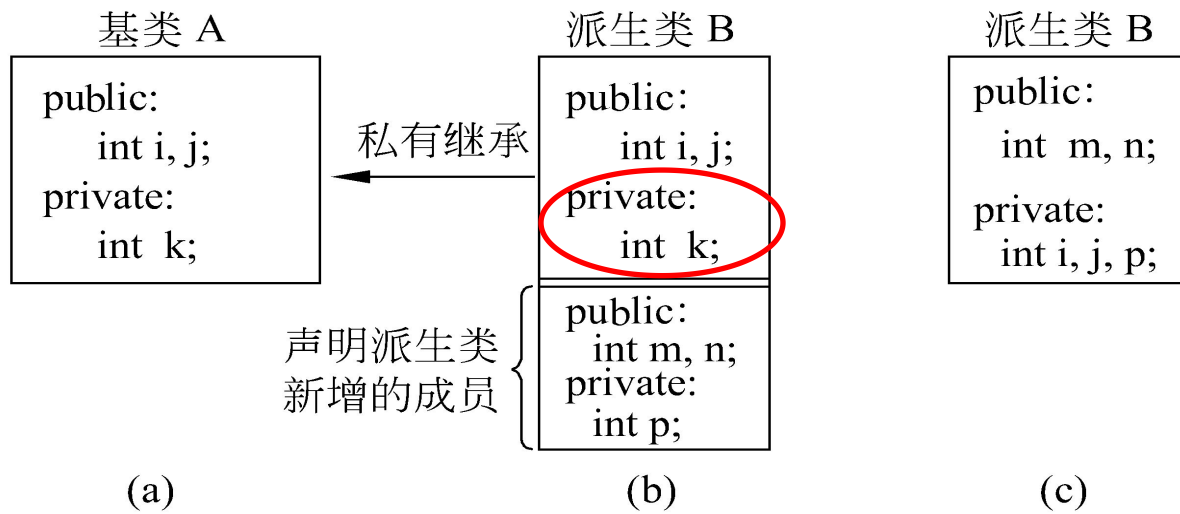 基类 A
public:
int i, j;
private:
int k;
(a)
私有继承
派生类 B
public:
int i, j;
private:
int k;
public:
int m, n;
private:
int p;
声明派生类
新增的成员
(b)
派生类 B
public:
int m, n;
private:
int i, j, p;
(c)